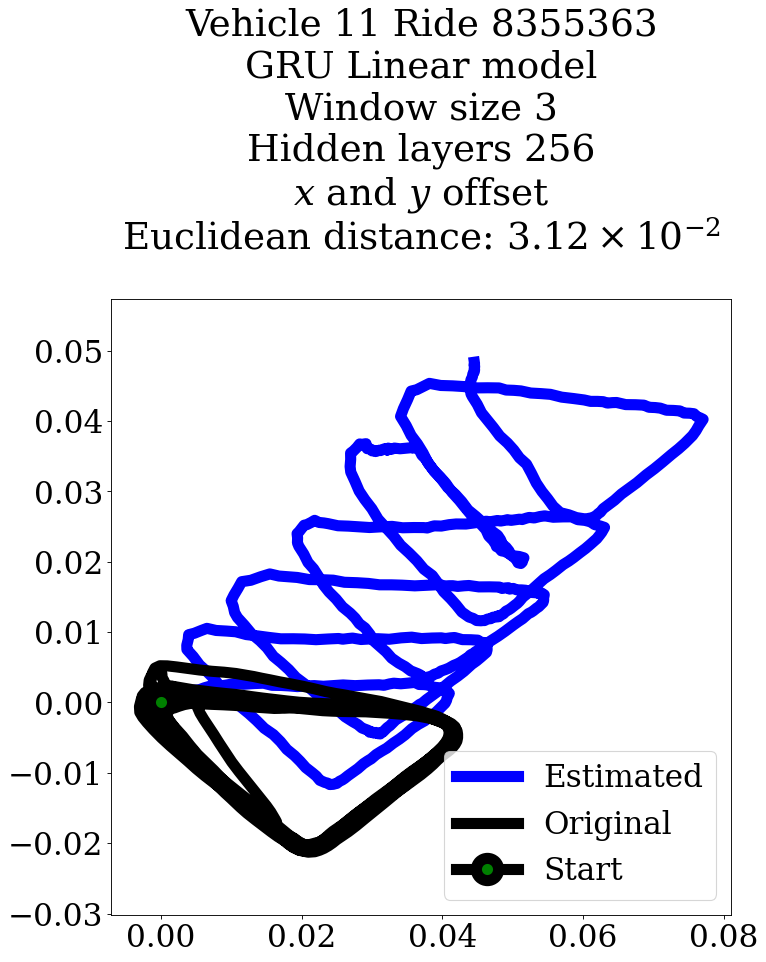 Vehicle 11 Ride 8355363
GRU Linear model
Window size 3
Hidden layers 256
x and y offset
Euclidean distance: 3.12 × 10⁻²
0.05
0.04
0.03
0.02
0.01
0.00
−0.01
−0.02
−0.03
Estimated
Original
Start
0.00 0.02 0.04 0.06 0.08